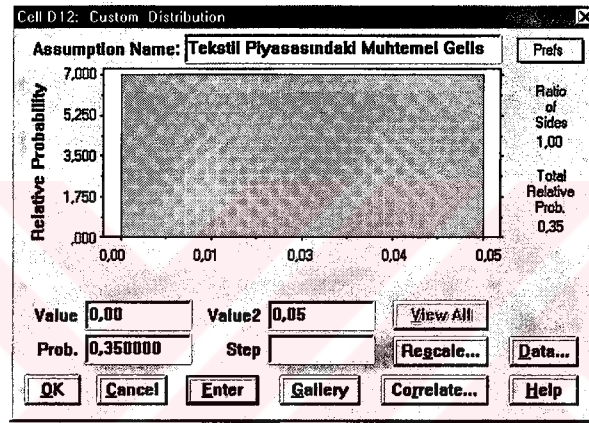 Cell D12: Custom Distribution
Assumption Name: Tekstil Piyasasındaki Muhtemel Gelis
Prefs
Relative Probability
7,000
5,250
3,500
1,750
,000
0,00 0,01 0,03 0,04 0,05
Ratio
of
Sides
1,00
Total
Relative
Prob.
0,35
Value 0,00 Value2 0,05 View All
Prob. 0,350000 Step Rescale... Data...
OK Cancel Enter Gallery Correlate... Help